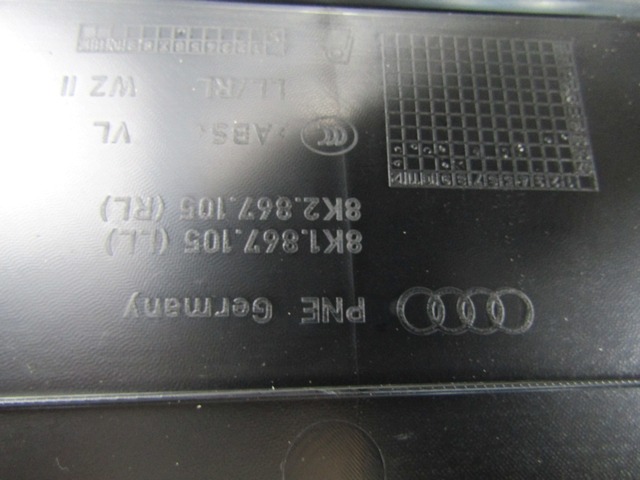 PNE Germany
8K1.867.105 (LL)
8K2.867.105 (RL)
>ABS< VL
LL/RL WZ II